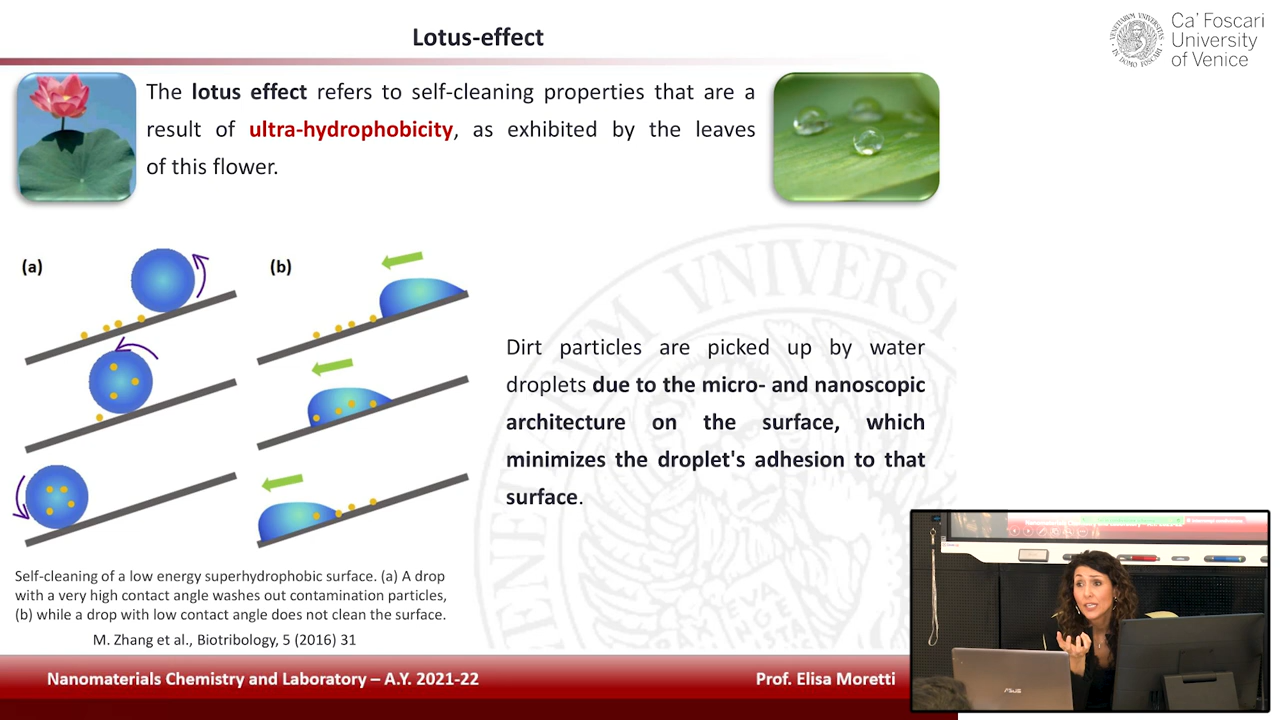 Lotus-effect
Ca' Foscari
University
of Venice
The lotus effect refers to self-cleaning properties that are a
result of ultra-hydrophobicity, as exhibited by the leaves
of this flower.
(a)
(b)
Dirt particles are picked up by water
droplets due to the micro- and nanoscopic
architecture on the surface, which
minimizes the droplet's adhesion to that
surface.
Self-cleaning of a low energy superhydrophobic surface. (a) A drop
with a very high contact angle washes out contamination particles,
(b) while a drop with low contact angle does not clean the surface.
M. Zhang et al., Biotribology, 5 (2016) 31
Nanomaterials Chemistry and Laboratory – A.Y. 2021-22
Prof. Elisa Moretti
ASUS